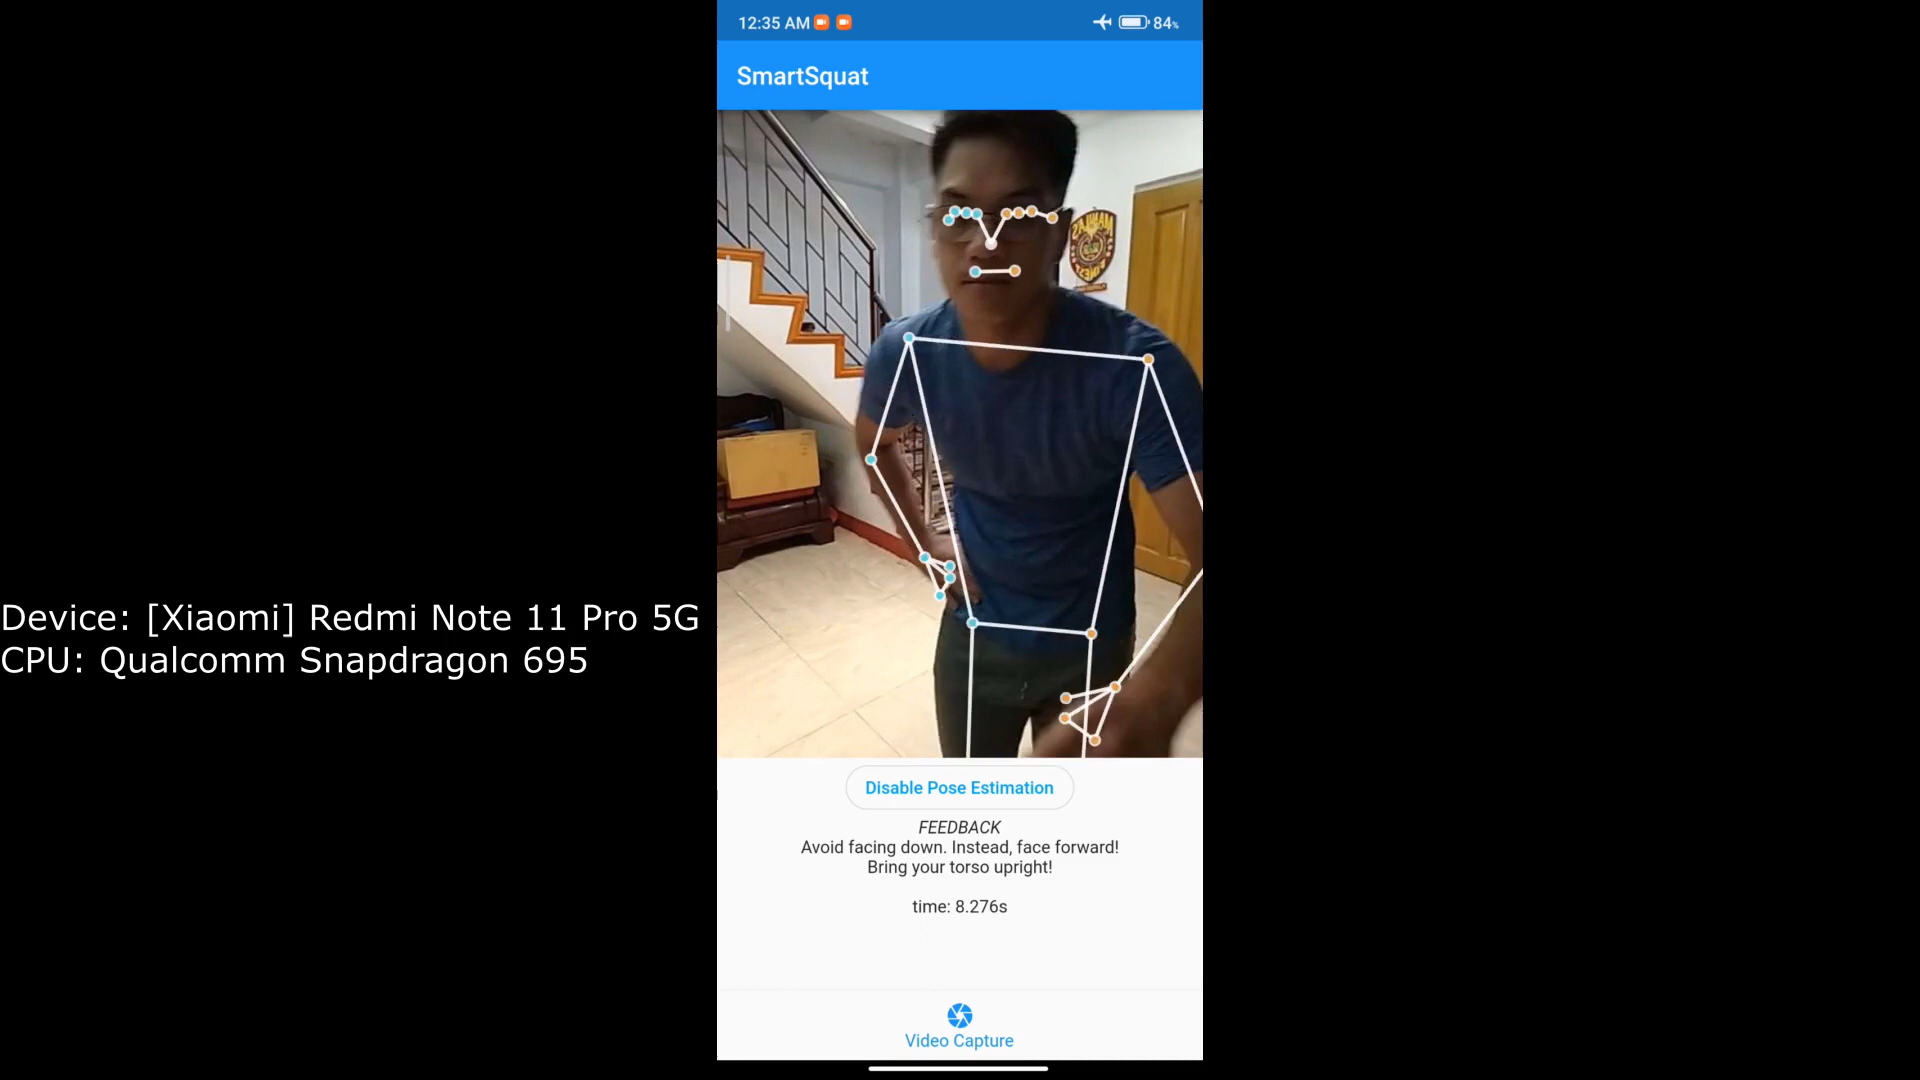 12:35 AM
84%
SmartSquat
Device: [Xiaomi] Redmi Note 11 Pro 5G
CPU: Qualcomm Snapdragon 695
Disable Pose Estimation
FEEDBACK
Avoid facing down. Instead, face forward!
Bring your torso upright!
time: 8.276s
Video Capture